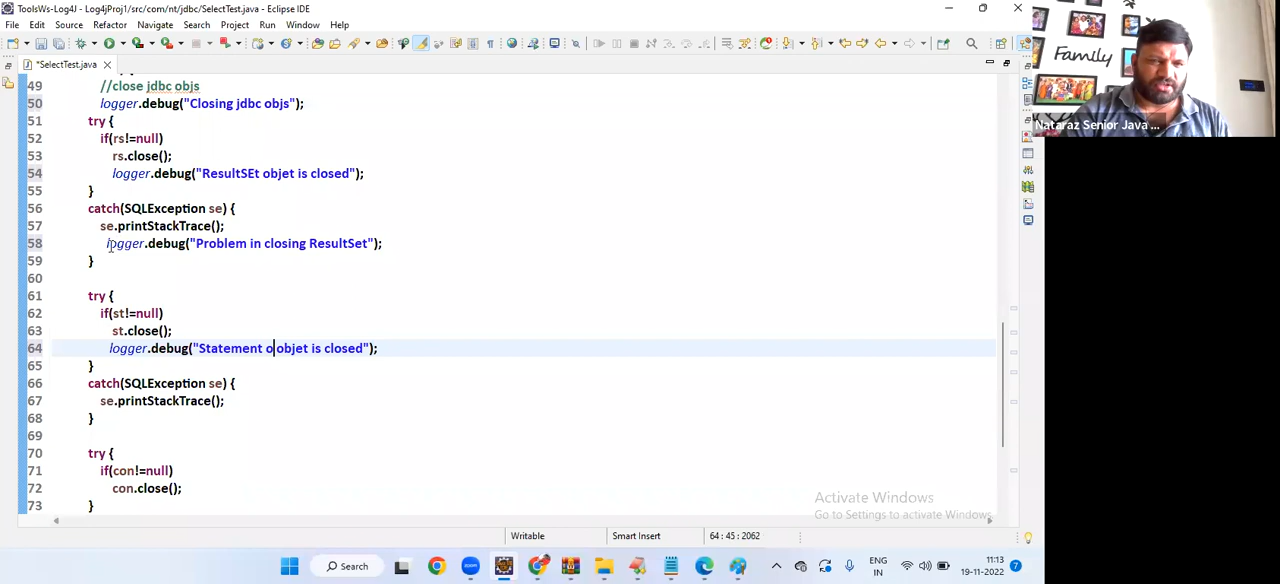 ToolsWs-Log4J - Log4jProj1/src/com/nt/jdbc/SelectTest.java - Eclipse IDE
File Edit Source Refactor Navigate Search Project Run Window Help
*SelectTest.java
49 //close jdbc objs
50 logger.debug("Closing jdbc objs");
51 try {
52 if(rs!=null)
53 rs.close();
54 logger.debug("ResultSEt objet is closed");
55 }
56 catch(SQLException se) {
57 se.printStackTrace();
58 logger.debug("Problem in closing ResultSet");
59 }
60
61 try {
62 if(st!=null)
63 st.close();
64 logger.debug("Statement oobjet is closed");
65 }
66 catch(SQLException se) {
67 se.printStackTrace();
68 }
69
70 try {
71 if(con!=null)
72 con.close();
73 }
Family
Nataraz Senior Java ...
Activate Windows
Go to Settings to activate Windows.
Writable Smart Insert 64 : 45 : 2062
Search
ENG
IN
11:13
19-11-2022
7